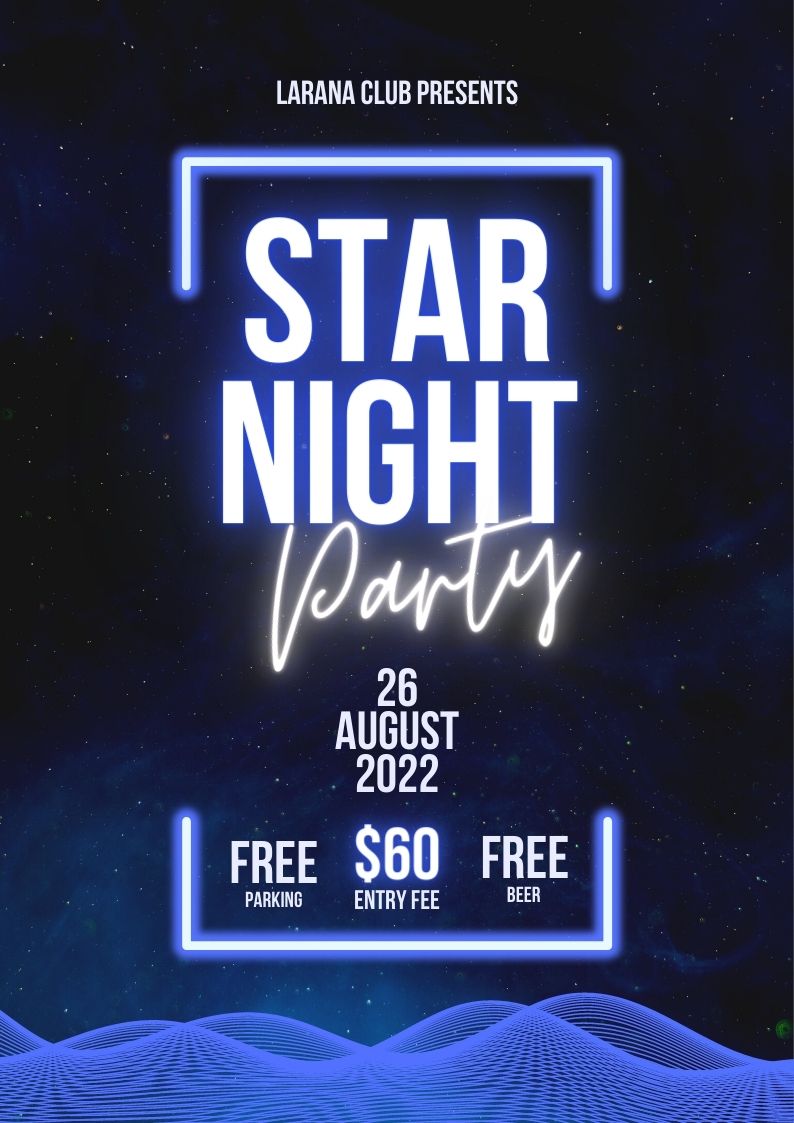 LARANA CLUB PRESENTS
STAR
NIGHT
Party
26
AUGUST
2022
FREE
PARKING
$60
ENTRY FEE
FREE
BEER